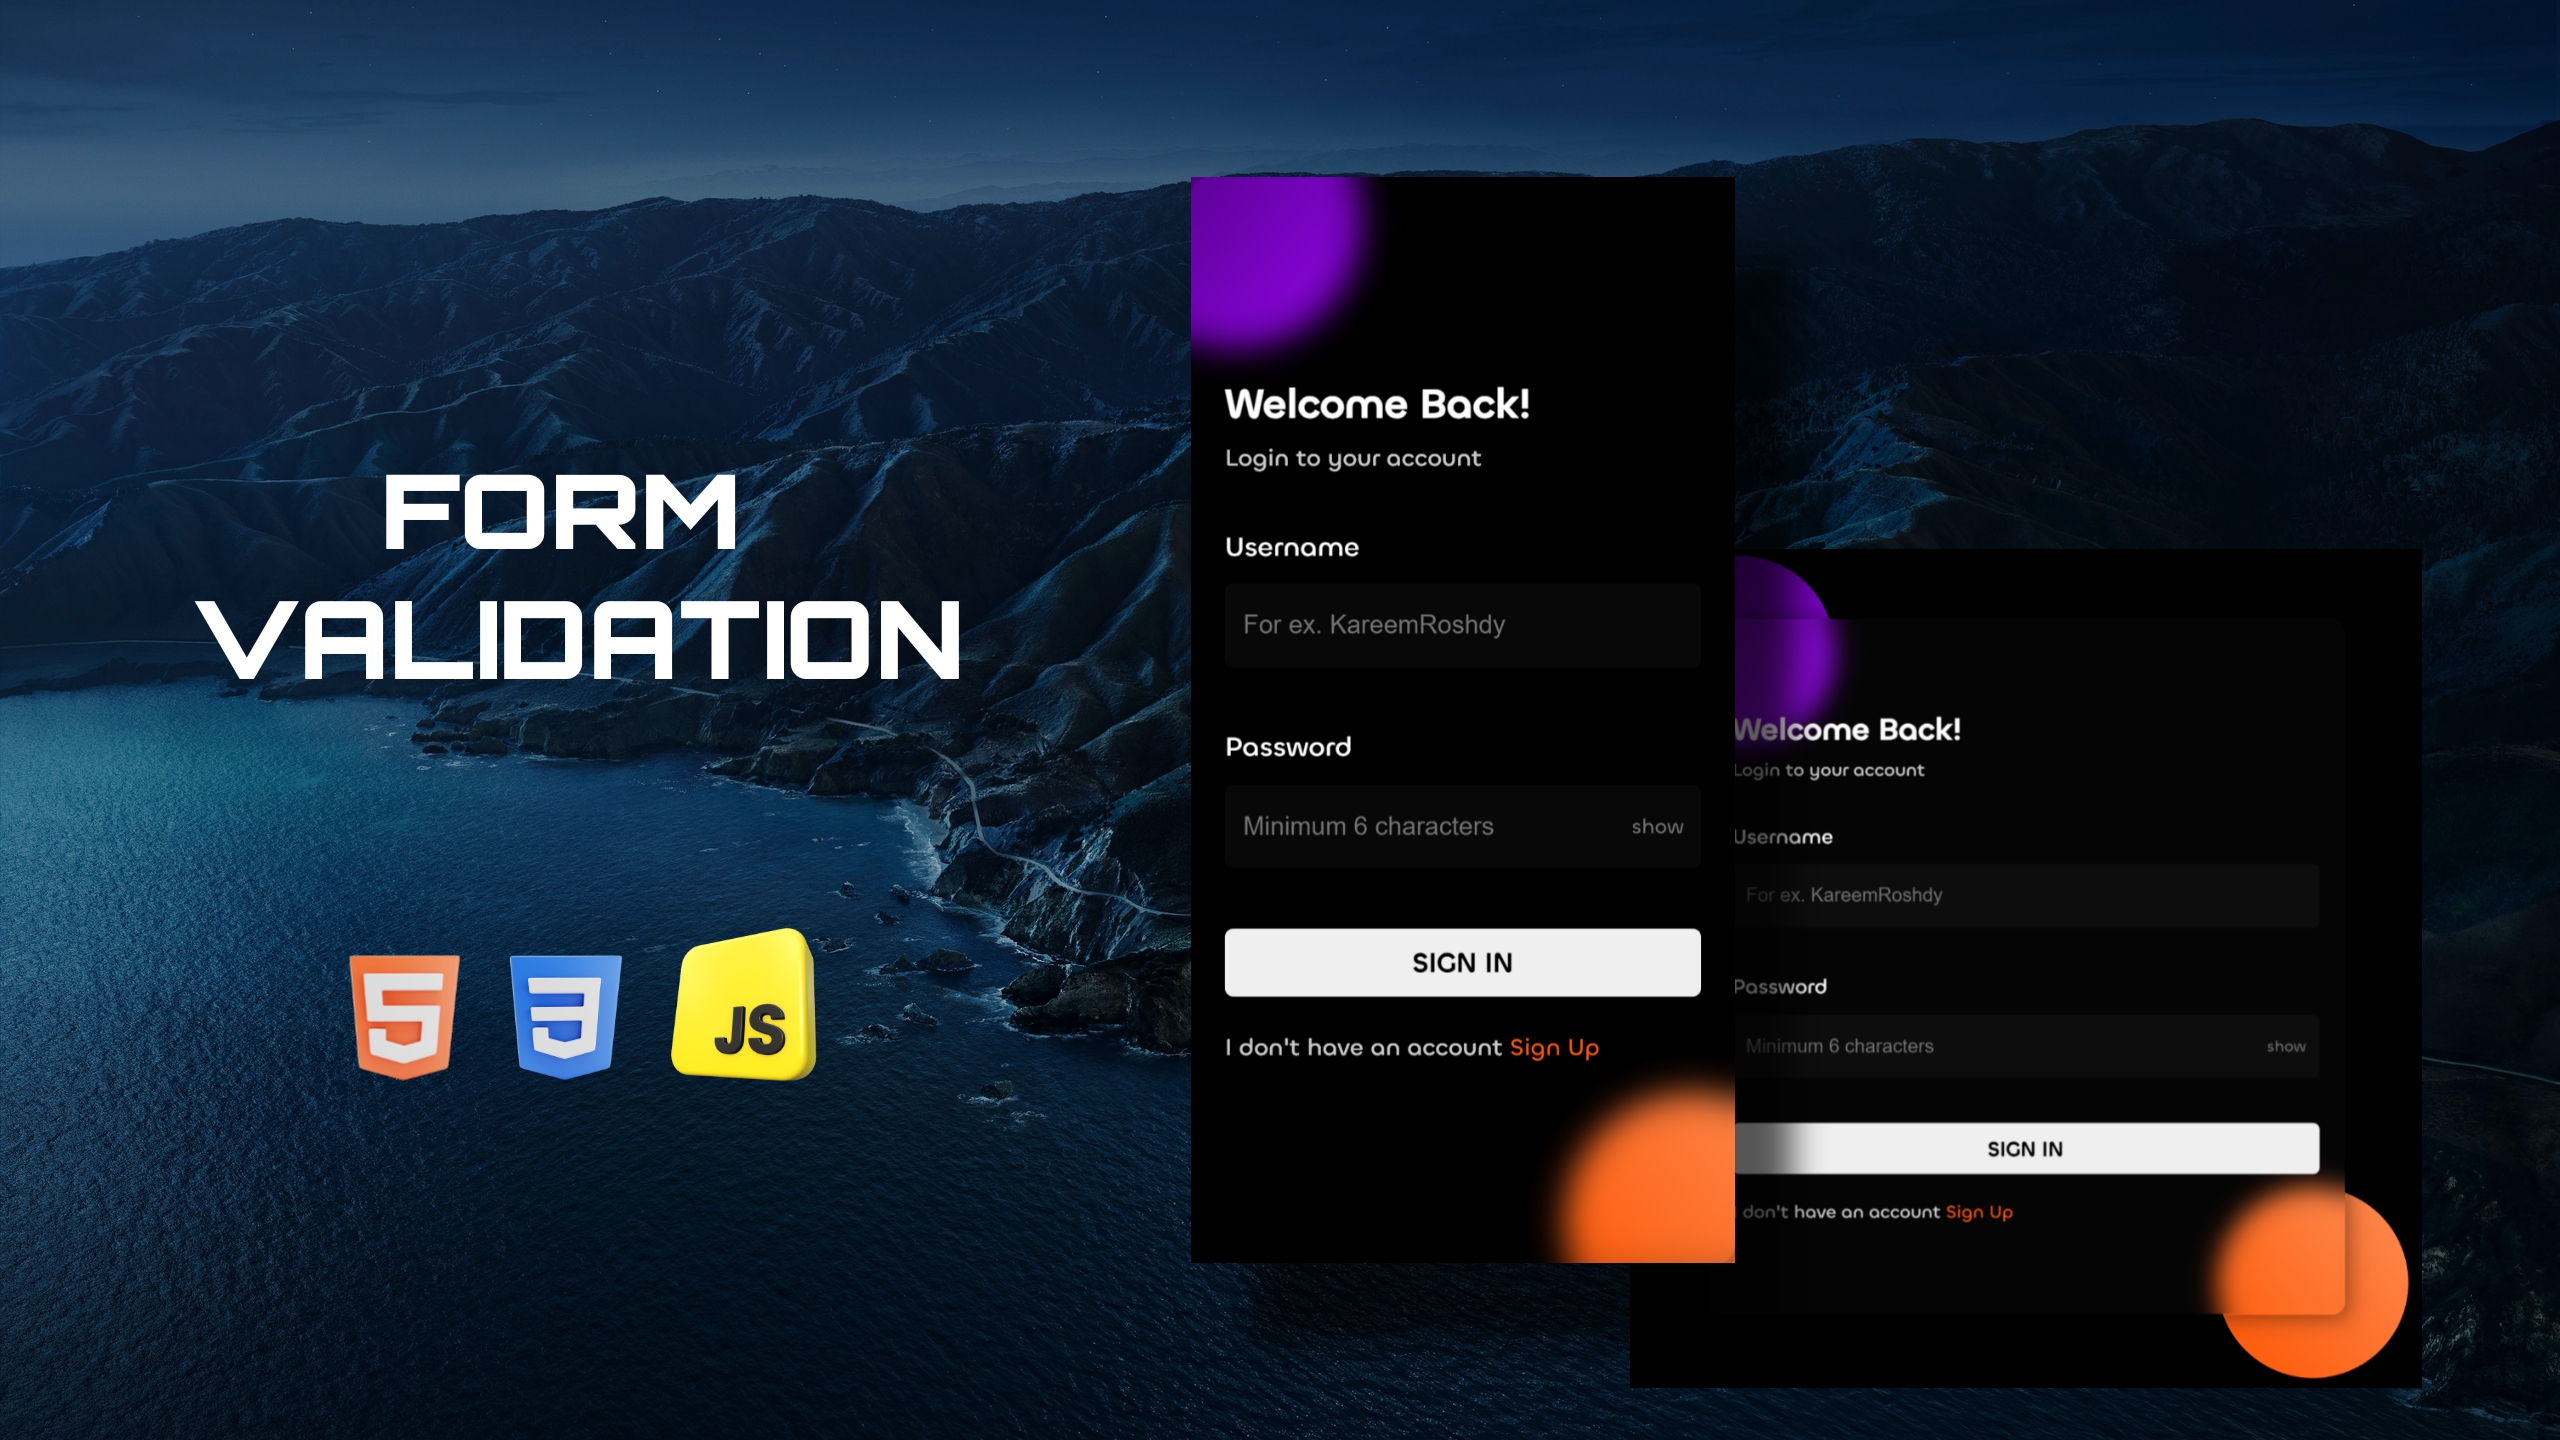 FORM
VALIDATION
5
3
JS
Welcome Back!
Login to your account
Username
For ex. KareemRoshdy
Password
Minimum 6 characters show
SIGN IN
I don't have an account Sign Up
Welcome Back!
Login to your account
Username
For ex. KareemRoshdy
Password
Minimum 6 characters show
SIGN IN
don't have an account Sign Up